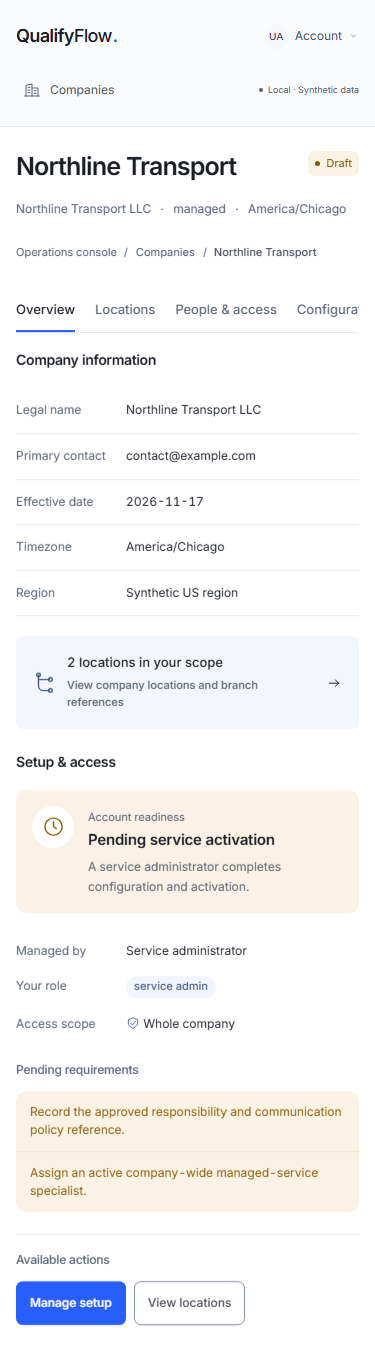 QualifyFlow.
UA Account
Companies
Local · Synthetic data
Northline Transport
Draft
Northline Transport LLC · managed · America/Chicago
Operations console / Companies / Northline Transport
Overview Locations People & access Configurat
Company information
Legal name Northline Transport LLC
Primary contact contact@example.com
Effective date 2026-11-17
Timezone America/Chicago
Region Synthetic US region
2 locations in your scope
View company locations and branch
references
Setup & access
Account readiness
Pending service activation
A service administrator completes
configuration and activation.
Managed by Service administrator
Your role service admin
Access scope Whole company
Pending requirements
Record the approved responsibility and communication
policy reference.
Assign an active company-wide managed-service
specialist.
Available actions
Manage setup View locations